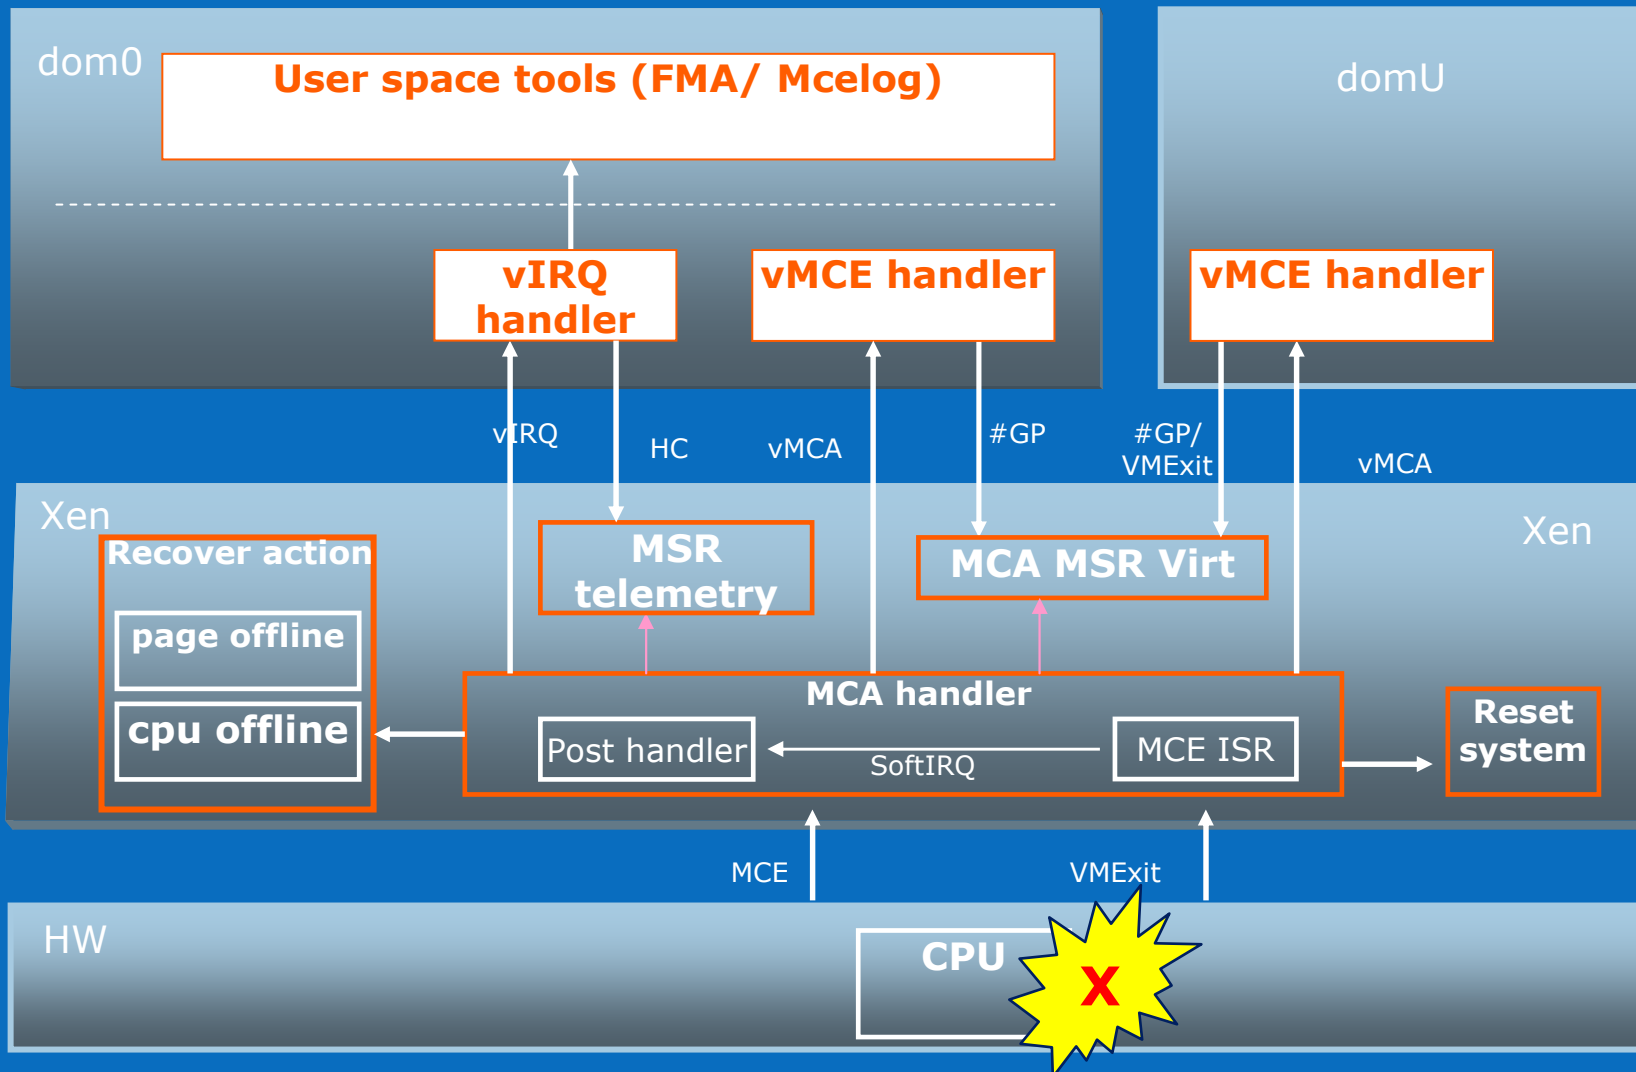 dom0
User space tools (FMA/ Mcelog)
domU
vIRQ
handler
vMCE handler
vMCE handler
vIRQ
HC
vMCA
#GP
#GP/
VMExit
vMCA
Xen
Xen
Recover action
page offline
cpu offline
MSR
telemetry
MCA MSR Virt
MCA handler
Post handler
SoftIRQ
MCE ISR
Reset
system
MCE
VMExit
HW
CPU
X